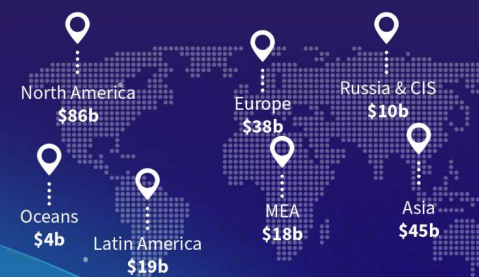 North America
$86b
Europe
$38b
Russia & CIS
$10b
Oceans
$4b
Latin America
$19b
MEA
$18b
Asia
$45b